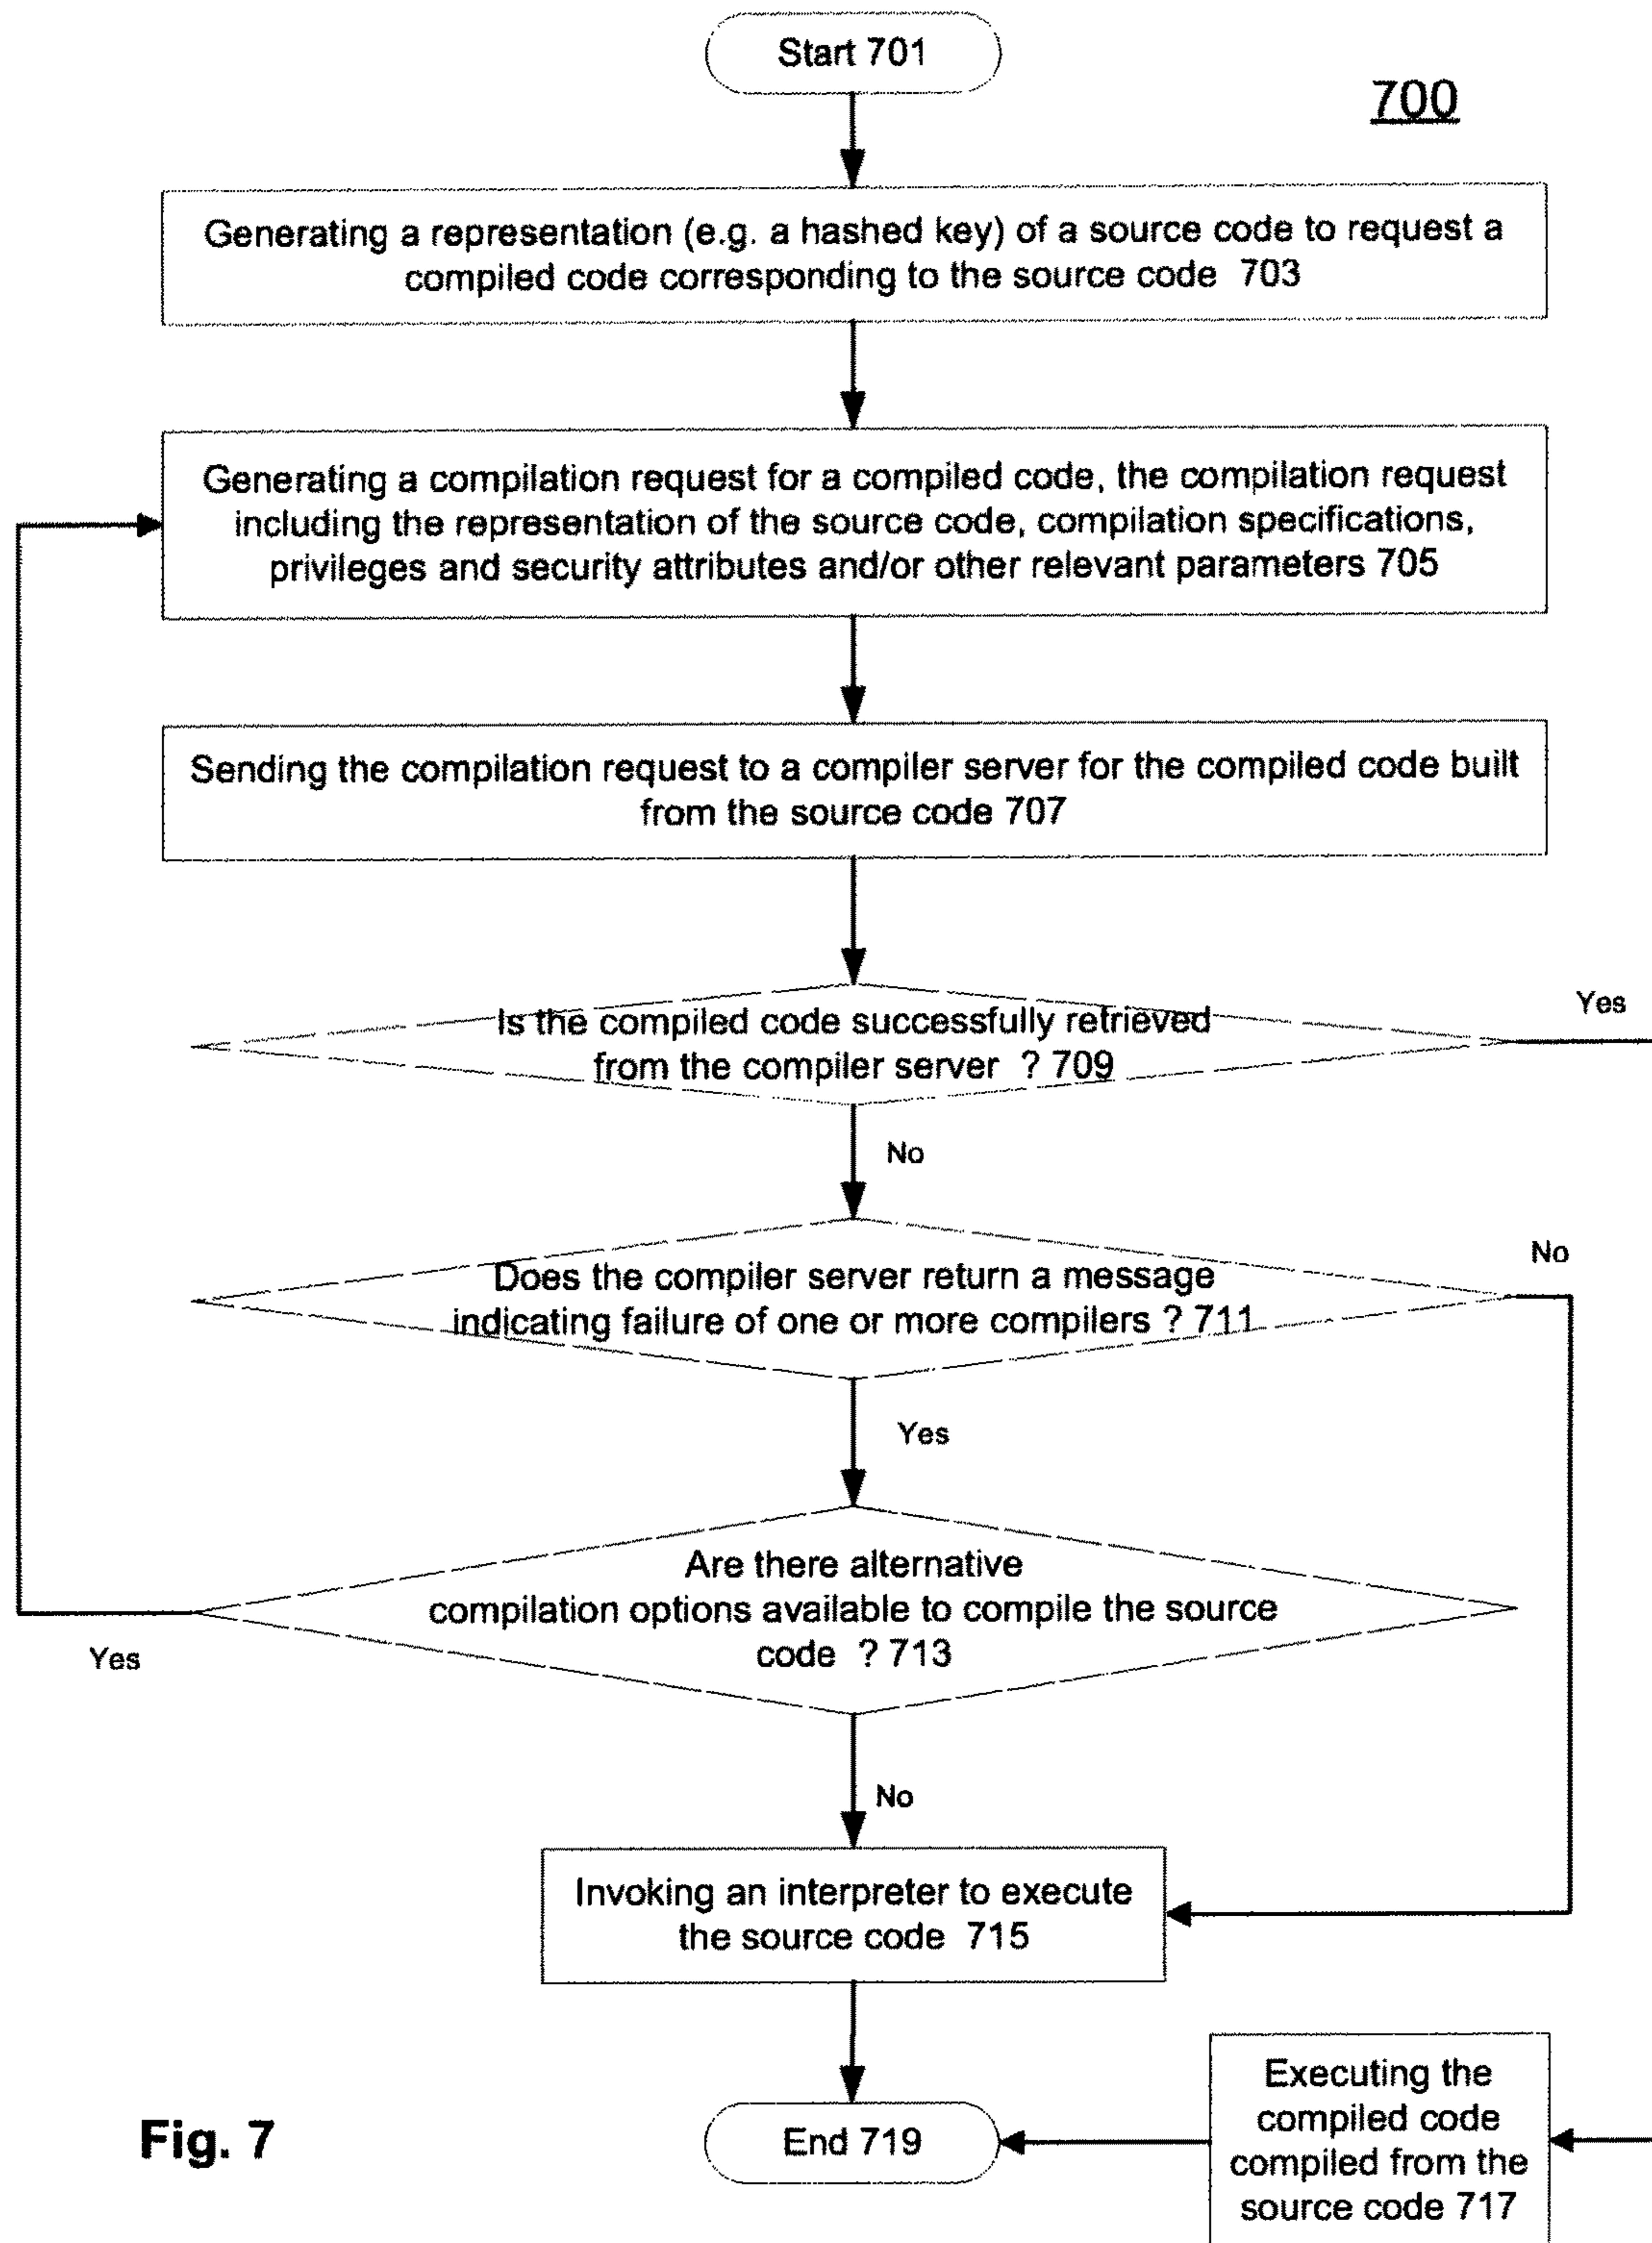 Start 701
700
Generating a representation (e.g. a hashed key) of a source code to request a
compiled code corresponding to the source code 703
Generating a compilation request for a compiled code, the compilation request
including the representation of the source code, compilation specifications,
privileges and security attributes and/or other relevant parameters 705
Sending the compilation request to a compiler server for the compiled code built
from the source code 707
Is the compiled code successfully retrieved
from the compiler server ? 709
Yes
No
Does the compiler server return a message
indicating failure of one or more compilers ? 711
No
Yes
Are there alternative
compilation options available to compile the source
code ? 713
Yes
No
Invoking an interpreter to execute
the source code 715
Executing the
compiled code
compiled from the
source code 717
End 719
Fig. 7